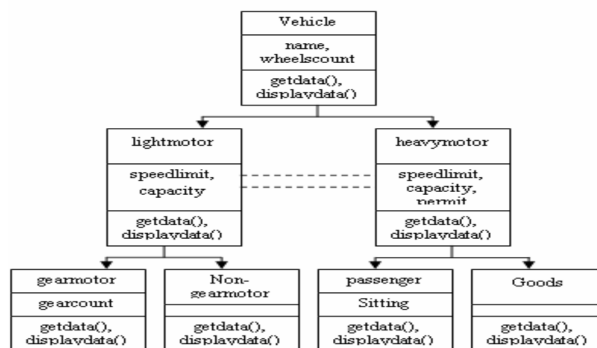 Vehicle
name,
wheelscount
getdata(),
displaydata()
lightmotor
speedlimit,
capacity
getdata(),
displaydata()
heavymotor
speedlimit,
capacity,
permit
getdata(),
displaydata()
gearmotor
gearcount
getdata(),
displaydata()
Non-
gearmotor
getdata(),
displaydata()
passenger
Sitting
getdata(),
displaydata()
Goods
getdata(),
displaydata()